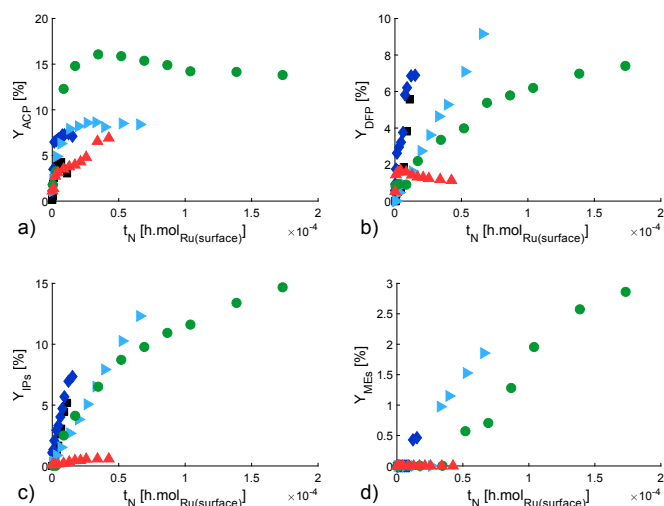 20
15
10
5
0
Y_ACP [%]
0 0.5 1 1.5 2
×10^-4
a) t_N [h.mol_Ru(surface)]
10
8
6
4
2
0
Y_DFP [%]
0 0.5 1 1.5 2
×10^-4
b) t_N [h.mol_Ru(surface)]
15
10
5
0
Y_IPs [%]
0 0.5 1 1.5 2
×10^-4
c) t_N [h.mol_Ru(surface)]
3
2.5
2
1.5
1
0.5
0
Y_MEs [%]
0 0.5 1 1.5 2
×10^-4
d) t_N [h.mol_Ru(surface)]